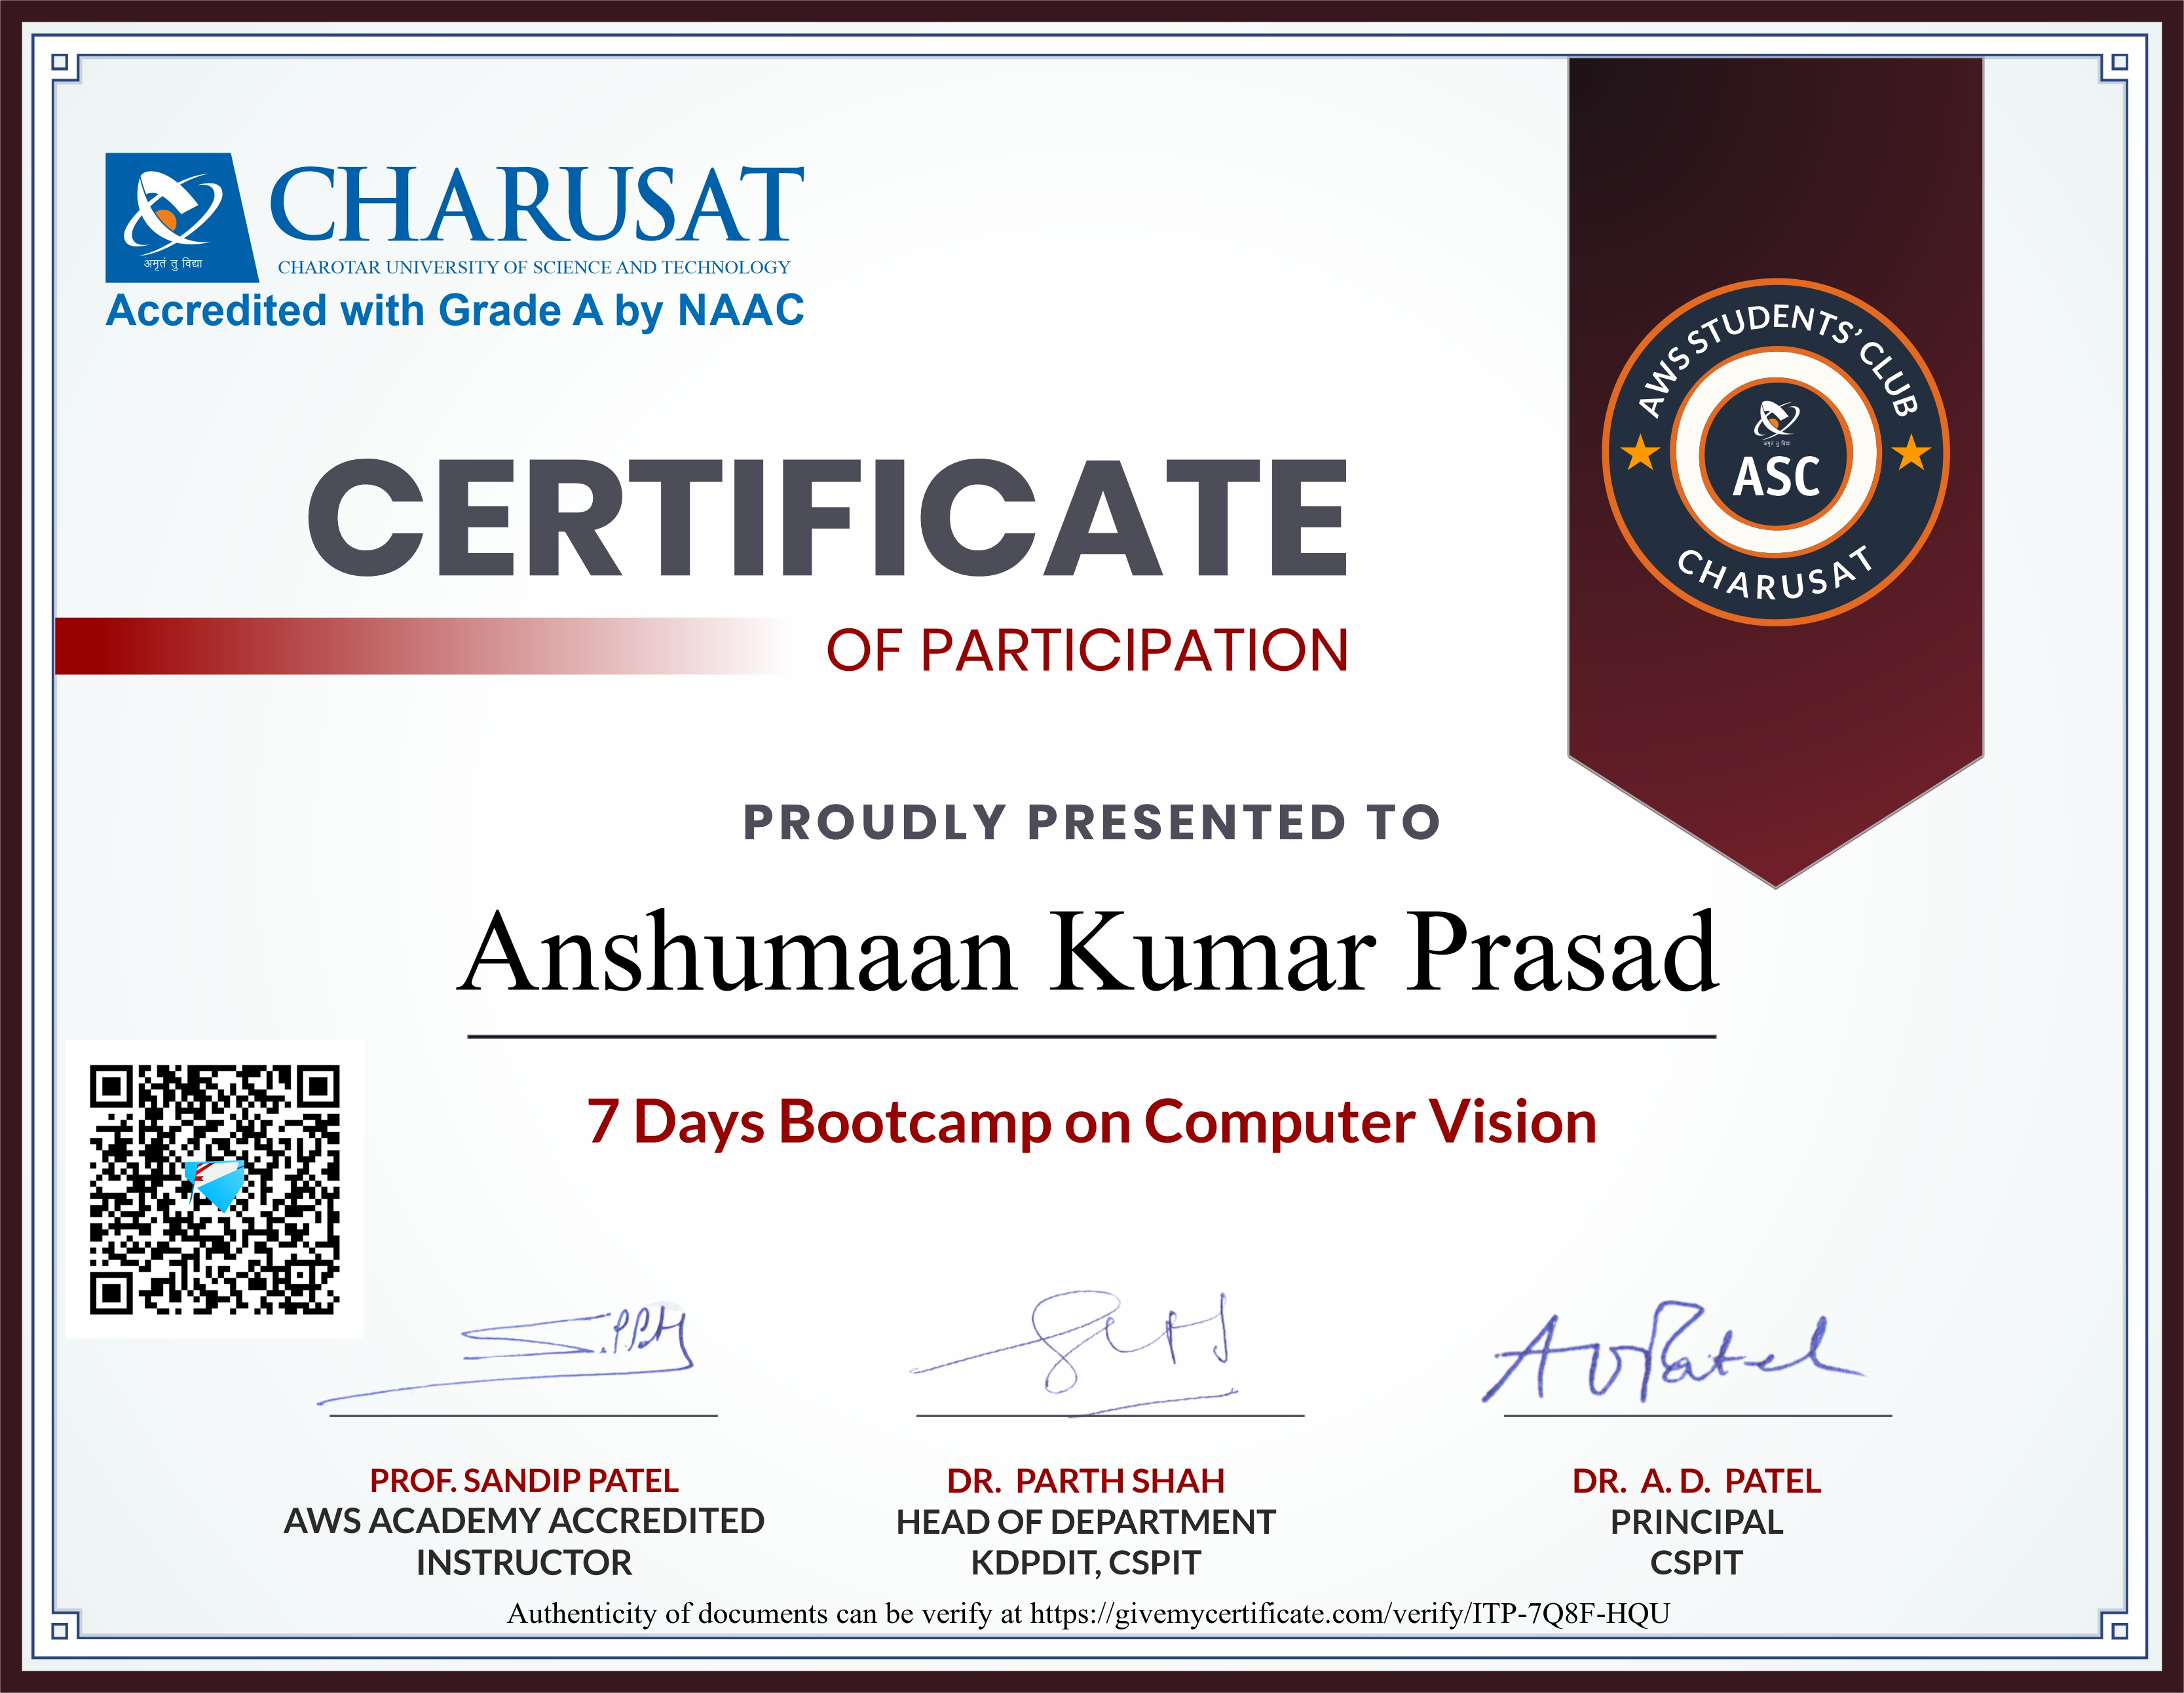 CHARUSAT
अमृतं तु विद्या
CHAROTAR UNIVERSITY OF SCIENCE AND TECHNOLOGY
Accredited with Grade A by NAAC
AWS STUDENTS' CLUB
अमृतं तु विद्या
ASC
CHARUSAT
CERTIFICATE
OF PARTICIPATION
PROUDLY PRESENTED TO
Anshumaan Kumar Prasad
7 Days Bootcamp on Computer Vision
ADPatel
PROF. SANDIP PATEL
AWS ACADEMY ACCREDITED
INSTRUCTOR
DR. PARTH SHAH
HEAD OF DEPARTMENT
KDPDIT, CSPIT
DR. A. D. PATEL
PRINCIPAL
CSPIT
Authenticity of documents can be verify at https://givemycertificate.com/verify/ITP-7Q8F-HQU